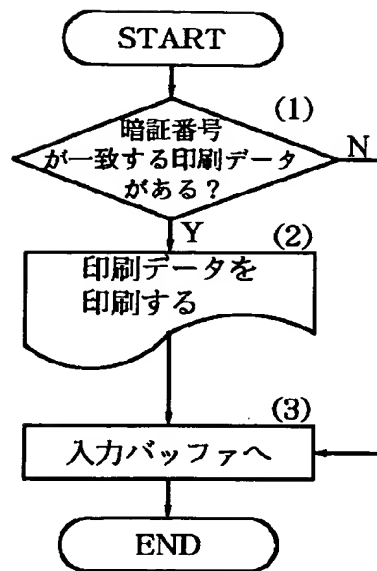 START
(1)
暗証番号
が一致する印刷データ
がある?
N
Y
(2)
印刷データを
印刷する
(3)
入力バッファへ
END